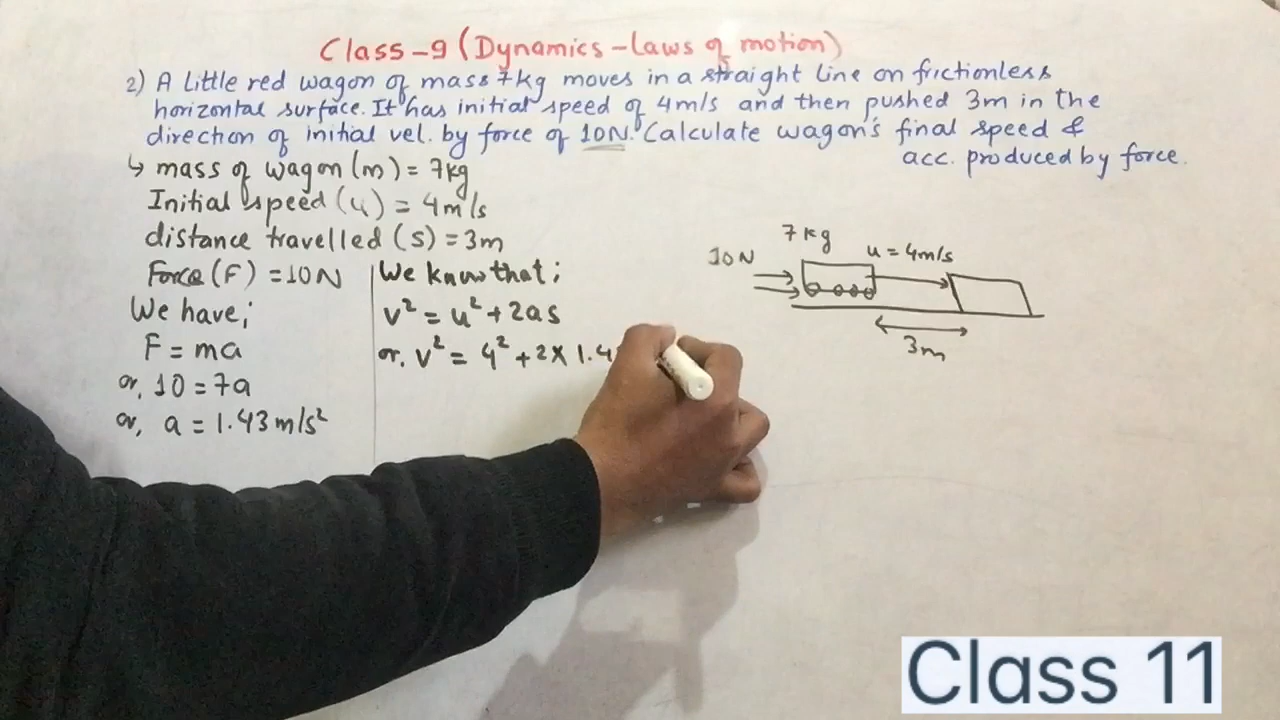 Class-9 (Dynamics-Laws of motion)
2) A Little red wagon of mass 7kg moves in a straight line on frictionless
horizontal surface. It has initial speed of 4m/s and then pushed 3m in the
direction of initial vel. by force of 10N. Calculate wagon's final speed &
acc. produced by force.
↳ mass of wagon (m) = 7kg
Initial speed (u) = 4m/s
distance travelled (s) = 3m
Force (F) = 10N
We have;
F = ma
or, 10 = 7a
or, a = 1.43 m/s²
We know that;
v² = u² + 2as
or, v² = 4² + 2 × 1.4
7kg
10N
u = 4m/s
3m
Class 11